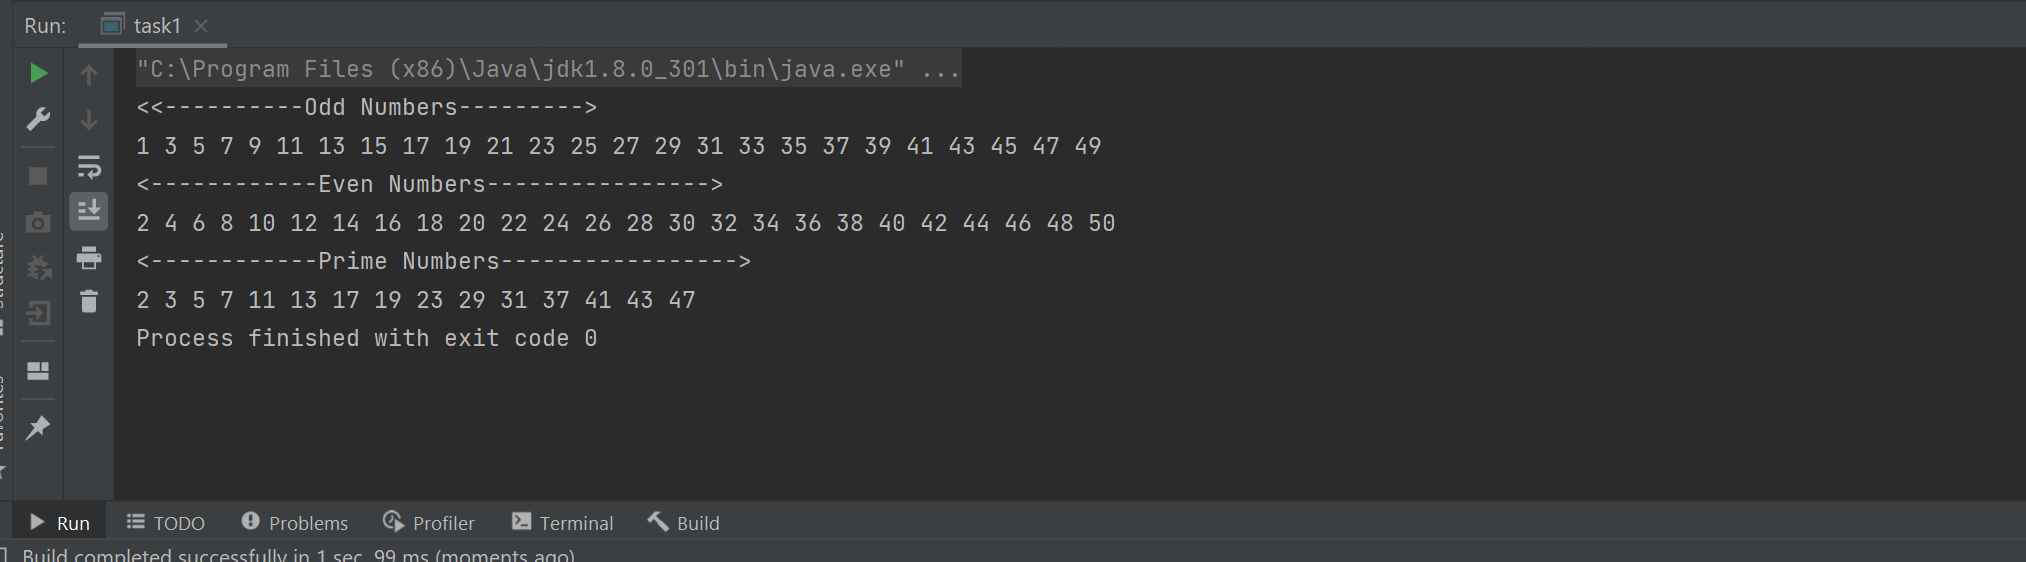 Run: task1
"C:\Program Files (x86)\Java\jdk1.8.0_301\bin\java.exe" ...
<<----------Odd Numbers--------->
1 3 5 7 9 11 13 15 17 19 21 23 25 27 29 31 33 35 37 39 41 43 45 47 49
<------------Even Numbers---------------->
2 4 6 8 10 12 14 16 18 20 22 24 26 28 30 32 34 36 38 40 42 44 46 48 50
<------------Prime Numbers----------------->
2 3 5 7 11 13 17 19 23 29 31 37 41 43 47
Process finished with exit code 0
Structure
Favorites
Run TODO Problems Profiler Terminal Build
Build completed successfully in 1 sec, 99 ms (moments ago)